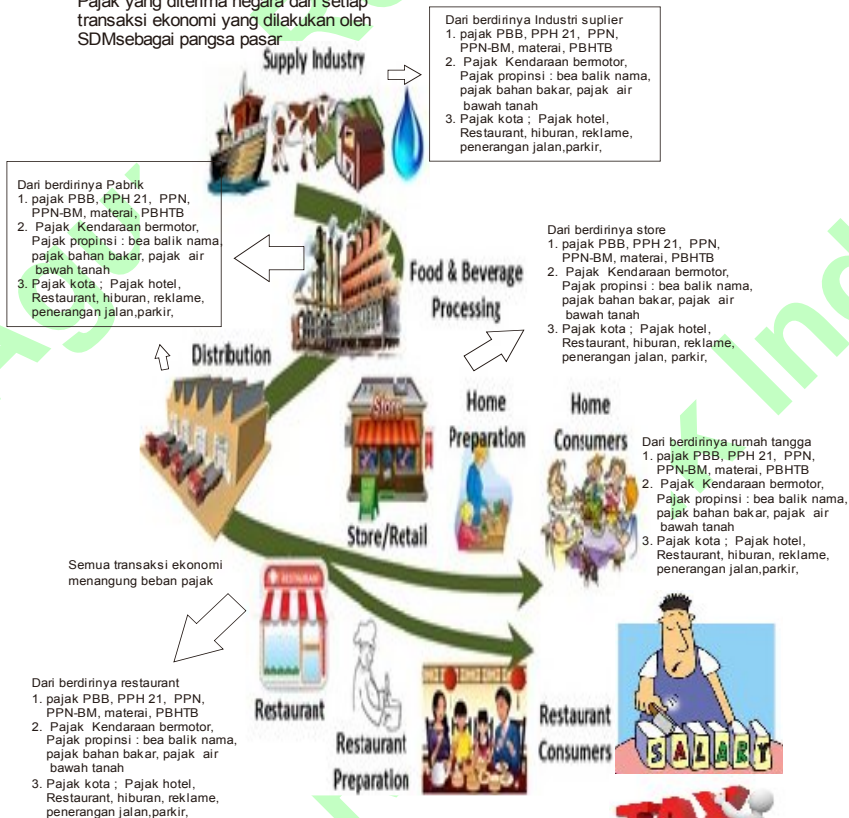 Pajak yang diterima negara dari setiap
transaksi ekonomi yang dilakukan oleh
SDMsebagai pangsa pasar
Dari berdirinya Industri suplier
1. pajak PBB, PPH 21, PPN,
PPN-BM, materai, PBHTB
2. Pajak Kendaraan bermotor,
Pajak propinsi : bea balik nama,
pajak bahan bakar, pajak air
bawah tanah
3. Pajak kota ; Pajak hotel,
Restaurant, hiburan, reklame,
penerangan jalan,parkir,
Supply Industry
Dari berdirinya Pabrik
1. pajak PBB, PPH 21, PPN,
PPN-BM, materai, PBHTB
2. Pajak Kendaraan bermotor,
Pajak propinsi : bea balik nama,
pajak bahan bakar, pajak air
bawah tanah
3. Pajak kota ; Pajak hotel,
Restaurant, hiburan, reklame,
penerangan jalan,parkir,
Food & Beverage
Processing
Dari berdirinya store
1. pajak PBB, PPH 21, PPN,
PPN-BM, materai, PBHTB
2. Pajak Kendaraan bermotor,
Pajak propinsi : bea balik nama,
pajak bahan bakar, pajak air
bawah tanah
3. Pajak kota ; Pajak hotel,
Restaurant, hiburan, reklame,
penerangan jalan, parkir,
Distribution
Store
Store/Retail
Home
Preparation
Home
Consumers
Dari berdirinya rumah tangga
1. pajak PBB, PPH 21, PPN,
PPN-BM, materai, PBHTB
2. Pajak Kendaraan bermotor,
Pajak propinsi : bea balik nama,
pajak bahan bakar, pajak air
bawah tanah
3. Pajak kota ; Pajak hotel,
Restaurant, hiburan, reklame,
penerangan jalan,parkir,
Semua transaksi ekonomi
menangung beban pajak
RESTAURANT
Restaurant
Restaurant
Preparation
Restaurant
Consumers
SALARY
TAX
Dari berdirinya restaurant
1. pajak PBB, PPH 21, PPN,
PPN-BM, materai, PBHTB
2. Pajak Kendaraan bermotor,
Pajak propinsi : bea balik nama,
pajak bahan bakar, pajak air
bawah tanah
3. Pajak kota ; Pajak hotel,
Restaurant, hiburan, reklame,
penerangan jalan,parkir,
Agu
Ind